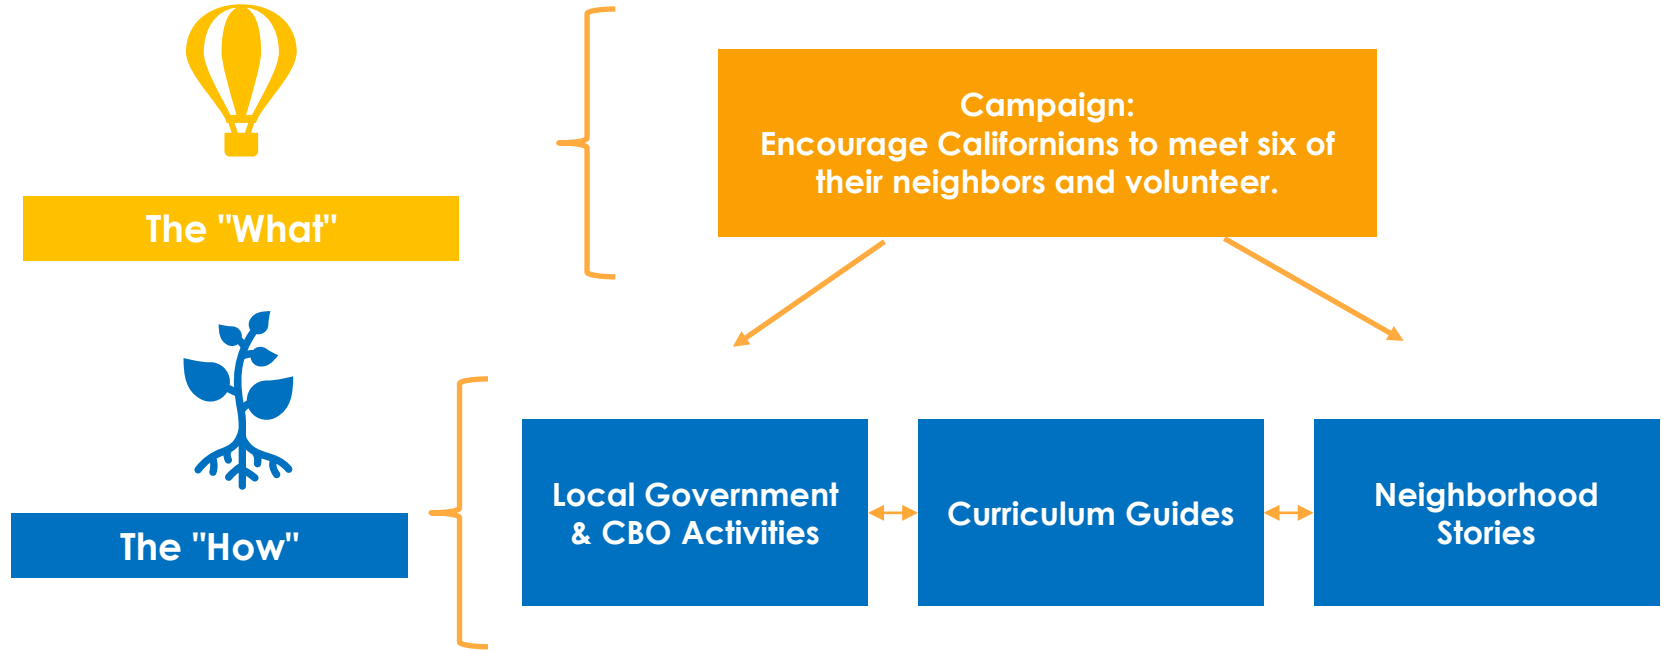 Campaign:
Encourage Californians to meet six of
their neighbors and volunteer.
The "What"
Local Government
& CBO Activities
Curriculum Guides
Neighborhood
Stories
The "How"